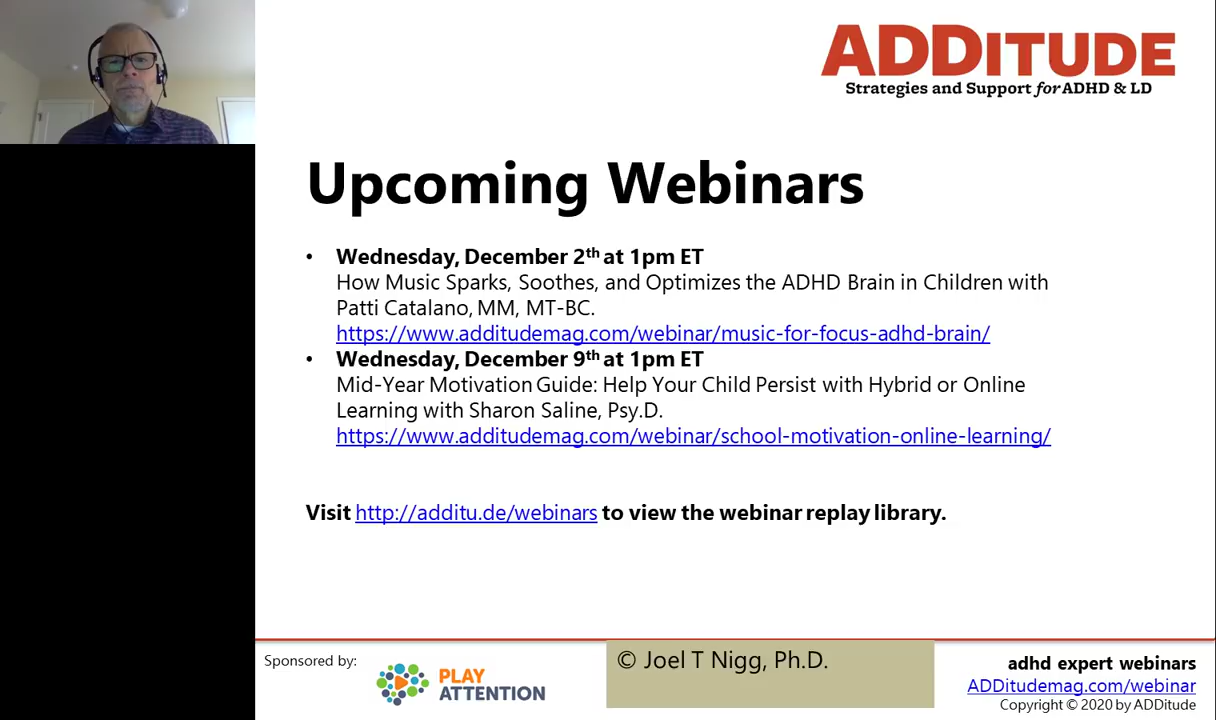 ADDITUDE
Strategies and Support for ADHD & LD
Upcoming Webinars
• Wednesday, December 2th at 1pm ET
How Music Sparks, Soothes, and Optimizes the ADHD Brain in Children with
Patti Catalano, MM, MT-BC.
https://www.additudemag.com/webinar/music-for-focus-adhd-brain/
• Wednesday, December 9th at 1pm ET
Mid-Year Motivation Guide: Help Your Child Persist with Hybrid or Online
Learning with Sharon Saline, Psy.D.
https://www.additudemag.com/webinar/school-motivation-online-learning/
Visit http://additu.de/webinars to view the webinar replay library.
Sponsored by:
PLAY
ATTENTION
© Joel T Nigg, Ph.D.
adhd expert webinars
ADDitudemag.com/webinar
Copyright © 2020 by ADDitude